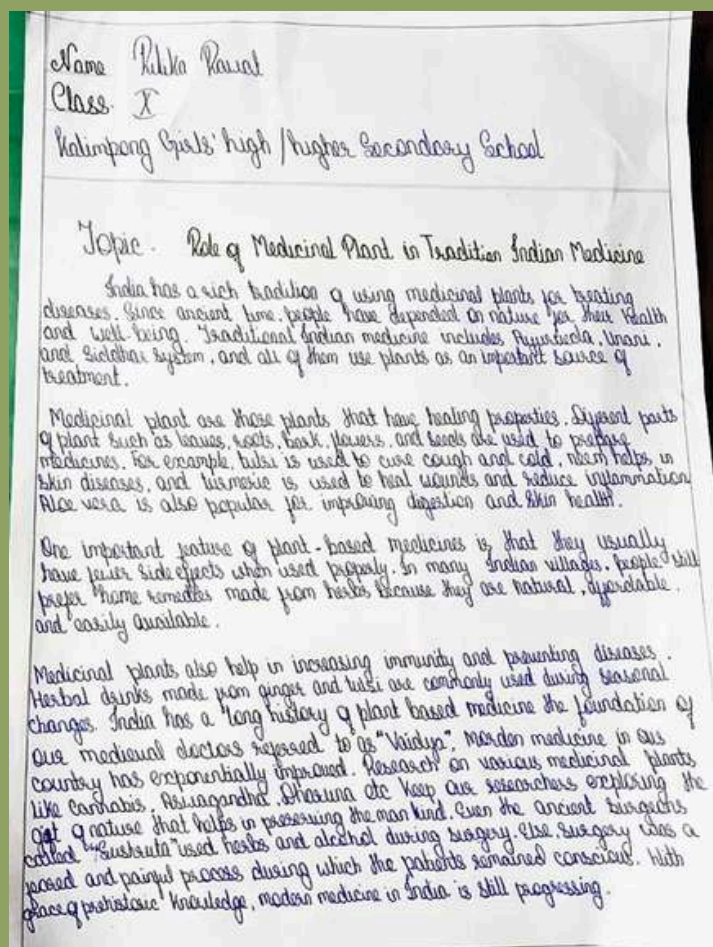 Name Ritika Rawat
Class. X
Kalimpong Girls' high / higher Secondary School
Topic. Role of Medicinal Plant in Tradition Indian Medicine
India has a rich tradition of using medicinal plants for treating
diseases. Since ancient time, people have depended on nature for their health
and well-being. Traditional Indian medicine includes Ayurveda, Unani,
and Siddha system, and all of them use plants as an important source of
treatment.
Medicinal plant are those plants that have healing properties. Different parts
of plant such as leaves, roots, bark, flowers, and seeds are used to prepare
medicines. For example, tulsi is used to cure cough and cold, neem helps in
skin diseases, and turmeric is used to heal wounds and reduce inflammation
Aloe vera is also popular for improving digestion and skin health.
One important feature of plant-based medicines is that they usually
have fewer side effects when used properly. In many Indian villages, people still
prefer home remedies made from herbs because they are natural, affordable,
and easily available.
Medicinal plants also help in increasing immunity and preventing diseases.
Herbal drinks made from ginger and tulsi are commonly used during seasonal
changes. India has a long history of plant based medicine the foundation of
our medieval doctors referred to as "Vaidya". Morden medicine in our
country has exponentially improved. Research on various medicinal plants
like cannabis, Aswagandha, etc keep our researchers exploring the
of nature that helps in preserving the man kind. Even the ancient surgeons
called "Sushruta" used herbs and alcohol during surgery. Else surgery was a
and painful process during which the patients remained conscious. With
grace of prehistoric knowledge, modern medicine in India is still progressing.